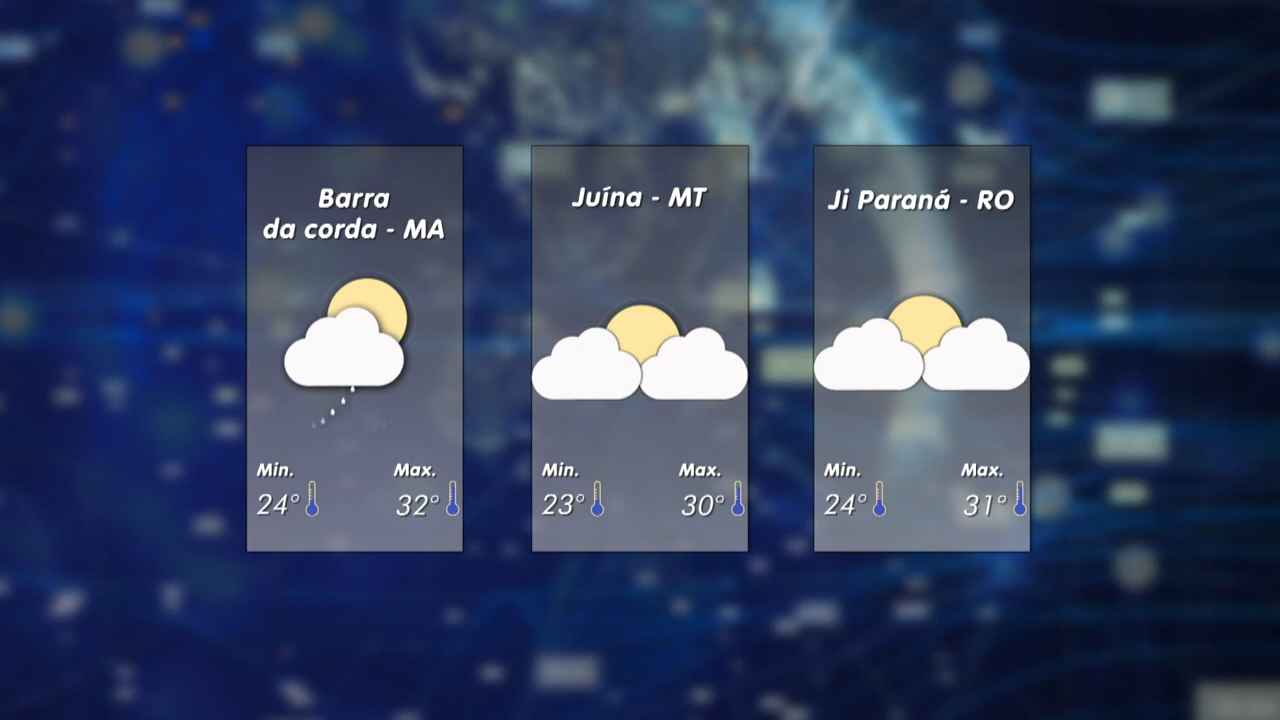 Barra
da corda - MA
Min.
Max.
24°
32°
Juína - MT
Min.
Max.
23°
30°
Ji Paraná - RO
Min.
Max.
24°
31°